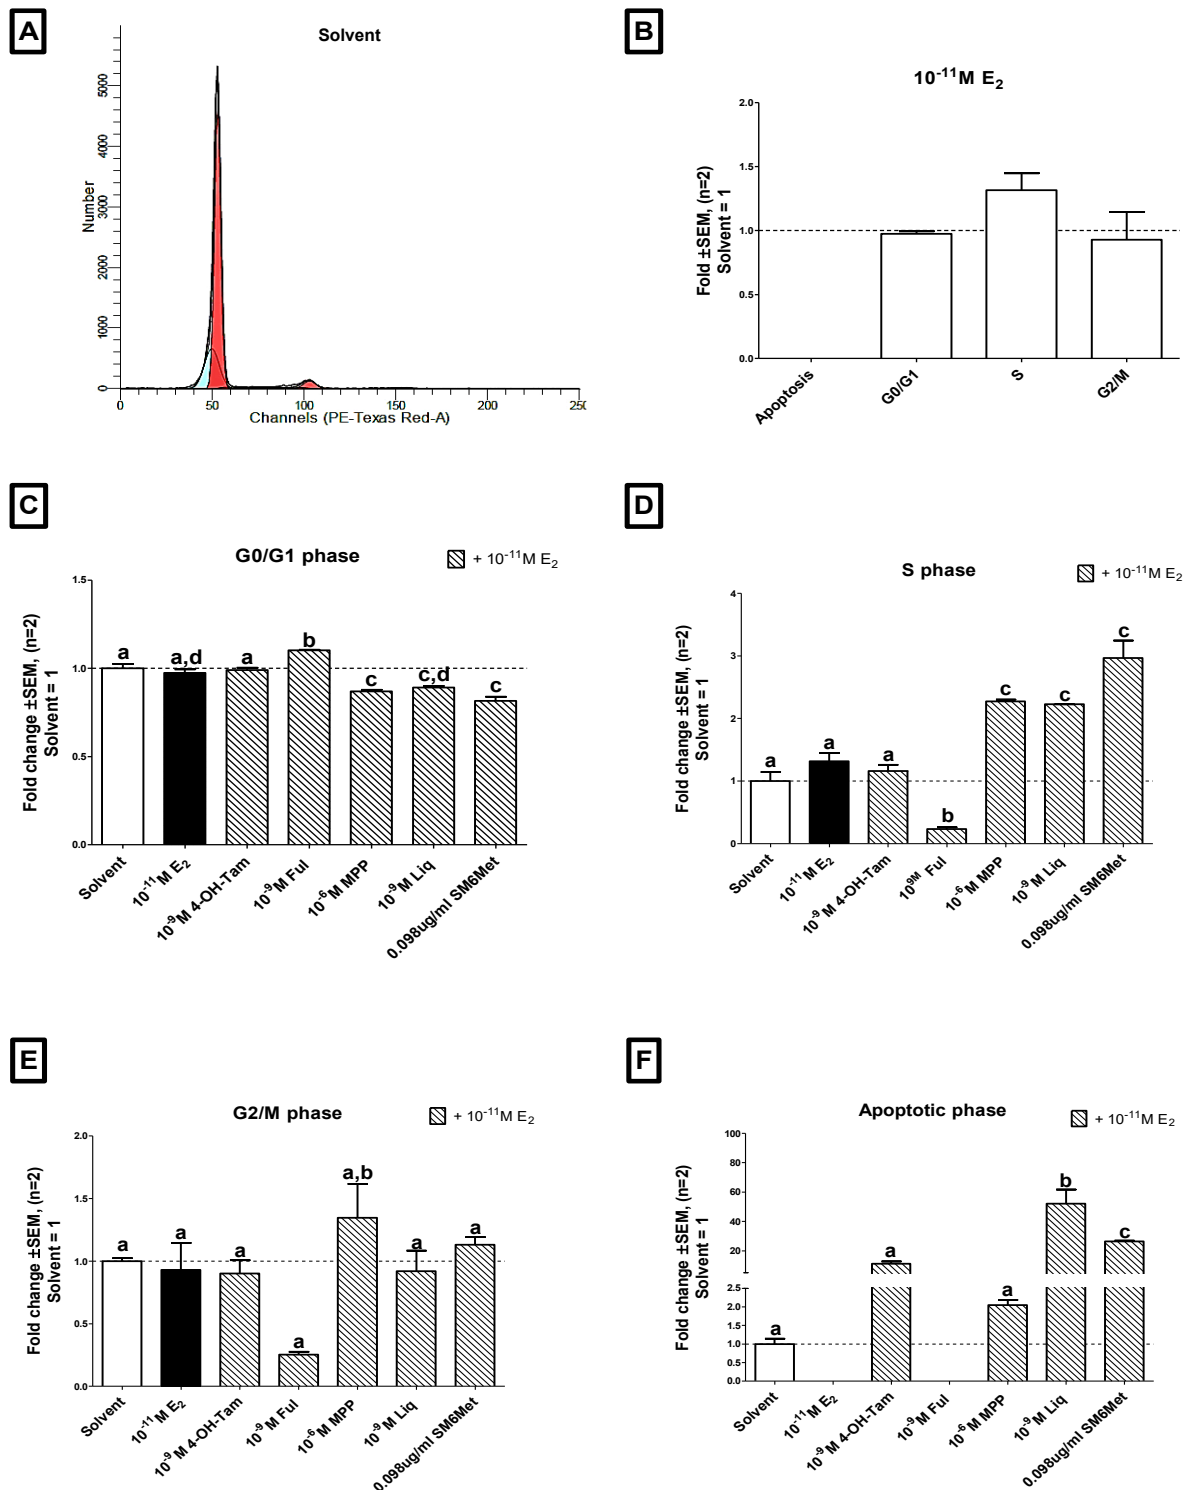 A
Solvent
Number
5000
4000
3000
2000
1000
0
0 50 100 150 200 250
Channels (PE-Texas Red-A)
B
10⁻¹¹M E₂
Fold ±SEM, (n=2)
Solvent = 1
2.0
1.5
1.0
0.5
0.0
Apoptosis
G0/G1
S
G2/M
C
G0/G1 phase
+ 10⁻¹¹M E₂
Fold change ±SEM, (n=2)
Solvent = 1
1.5
1.0
0.5
0.0
a a,d a b c c,d c
Solvent
10⁻¹¹M E₂
10⁻⁹M 4-OH-Tam
10⁻⁹M Ful
10⁻⁶M MPP
10⁻⁹M Liq
0.098ug/ml SM6Met
D
S phase
+ 10⁻¹¹M E₂
Fold change ±SEM, (n=2)
Solvent = 1
4
3
2
1
0
a a a b c c c
Solvent
10⁻¹¹M E₂
10⁻⁹M 4-OH-Tam
10⁹ᴹ Ful
10⁻⁶M MPP
10⁻⁹M Liq
0.098ug/ml SM6Met
E
G2/M phase
+ 10⁻¹¹M E₂
Fold change ±SEM, (n=2)
Solvent = 1
2.0
1.5
1.0
0.5
0.0
a a a a a,b a a
Solvent
10⁻¹¹M E₂
10⁻⁹M 4-OH-Tam
10⁻⁹M Ful
10⁻⁶M MPP
10⁻⁹M Liq
0.098ug/ml SM6Met
F
Apoptotic phase
+ 10⁻¹¹M E₂
Fold change ±SEM, (n=2)
Solvent = 1
100
80
60
40
20
2.5
2.0
1.5
1.0
0.5
0.0
a a a b c
Solvent
10⁻¹¹M E₂
10⁻⁹M 4-OH-Tam
10⁻⁹M Ful
10⁻⁶M MPP
10⁻⁹M Liq
0.098ug/ml SM6Met